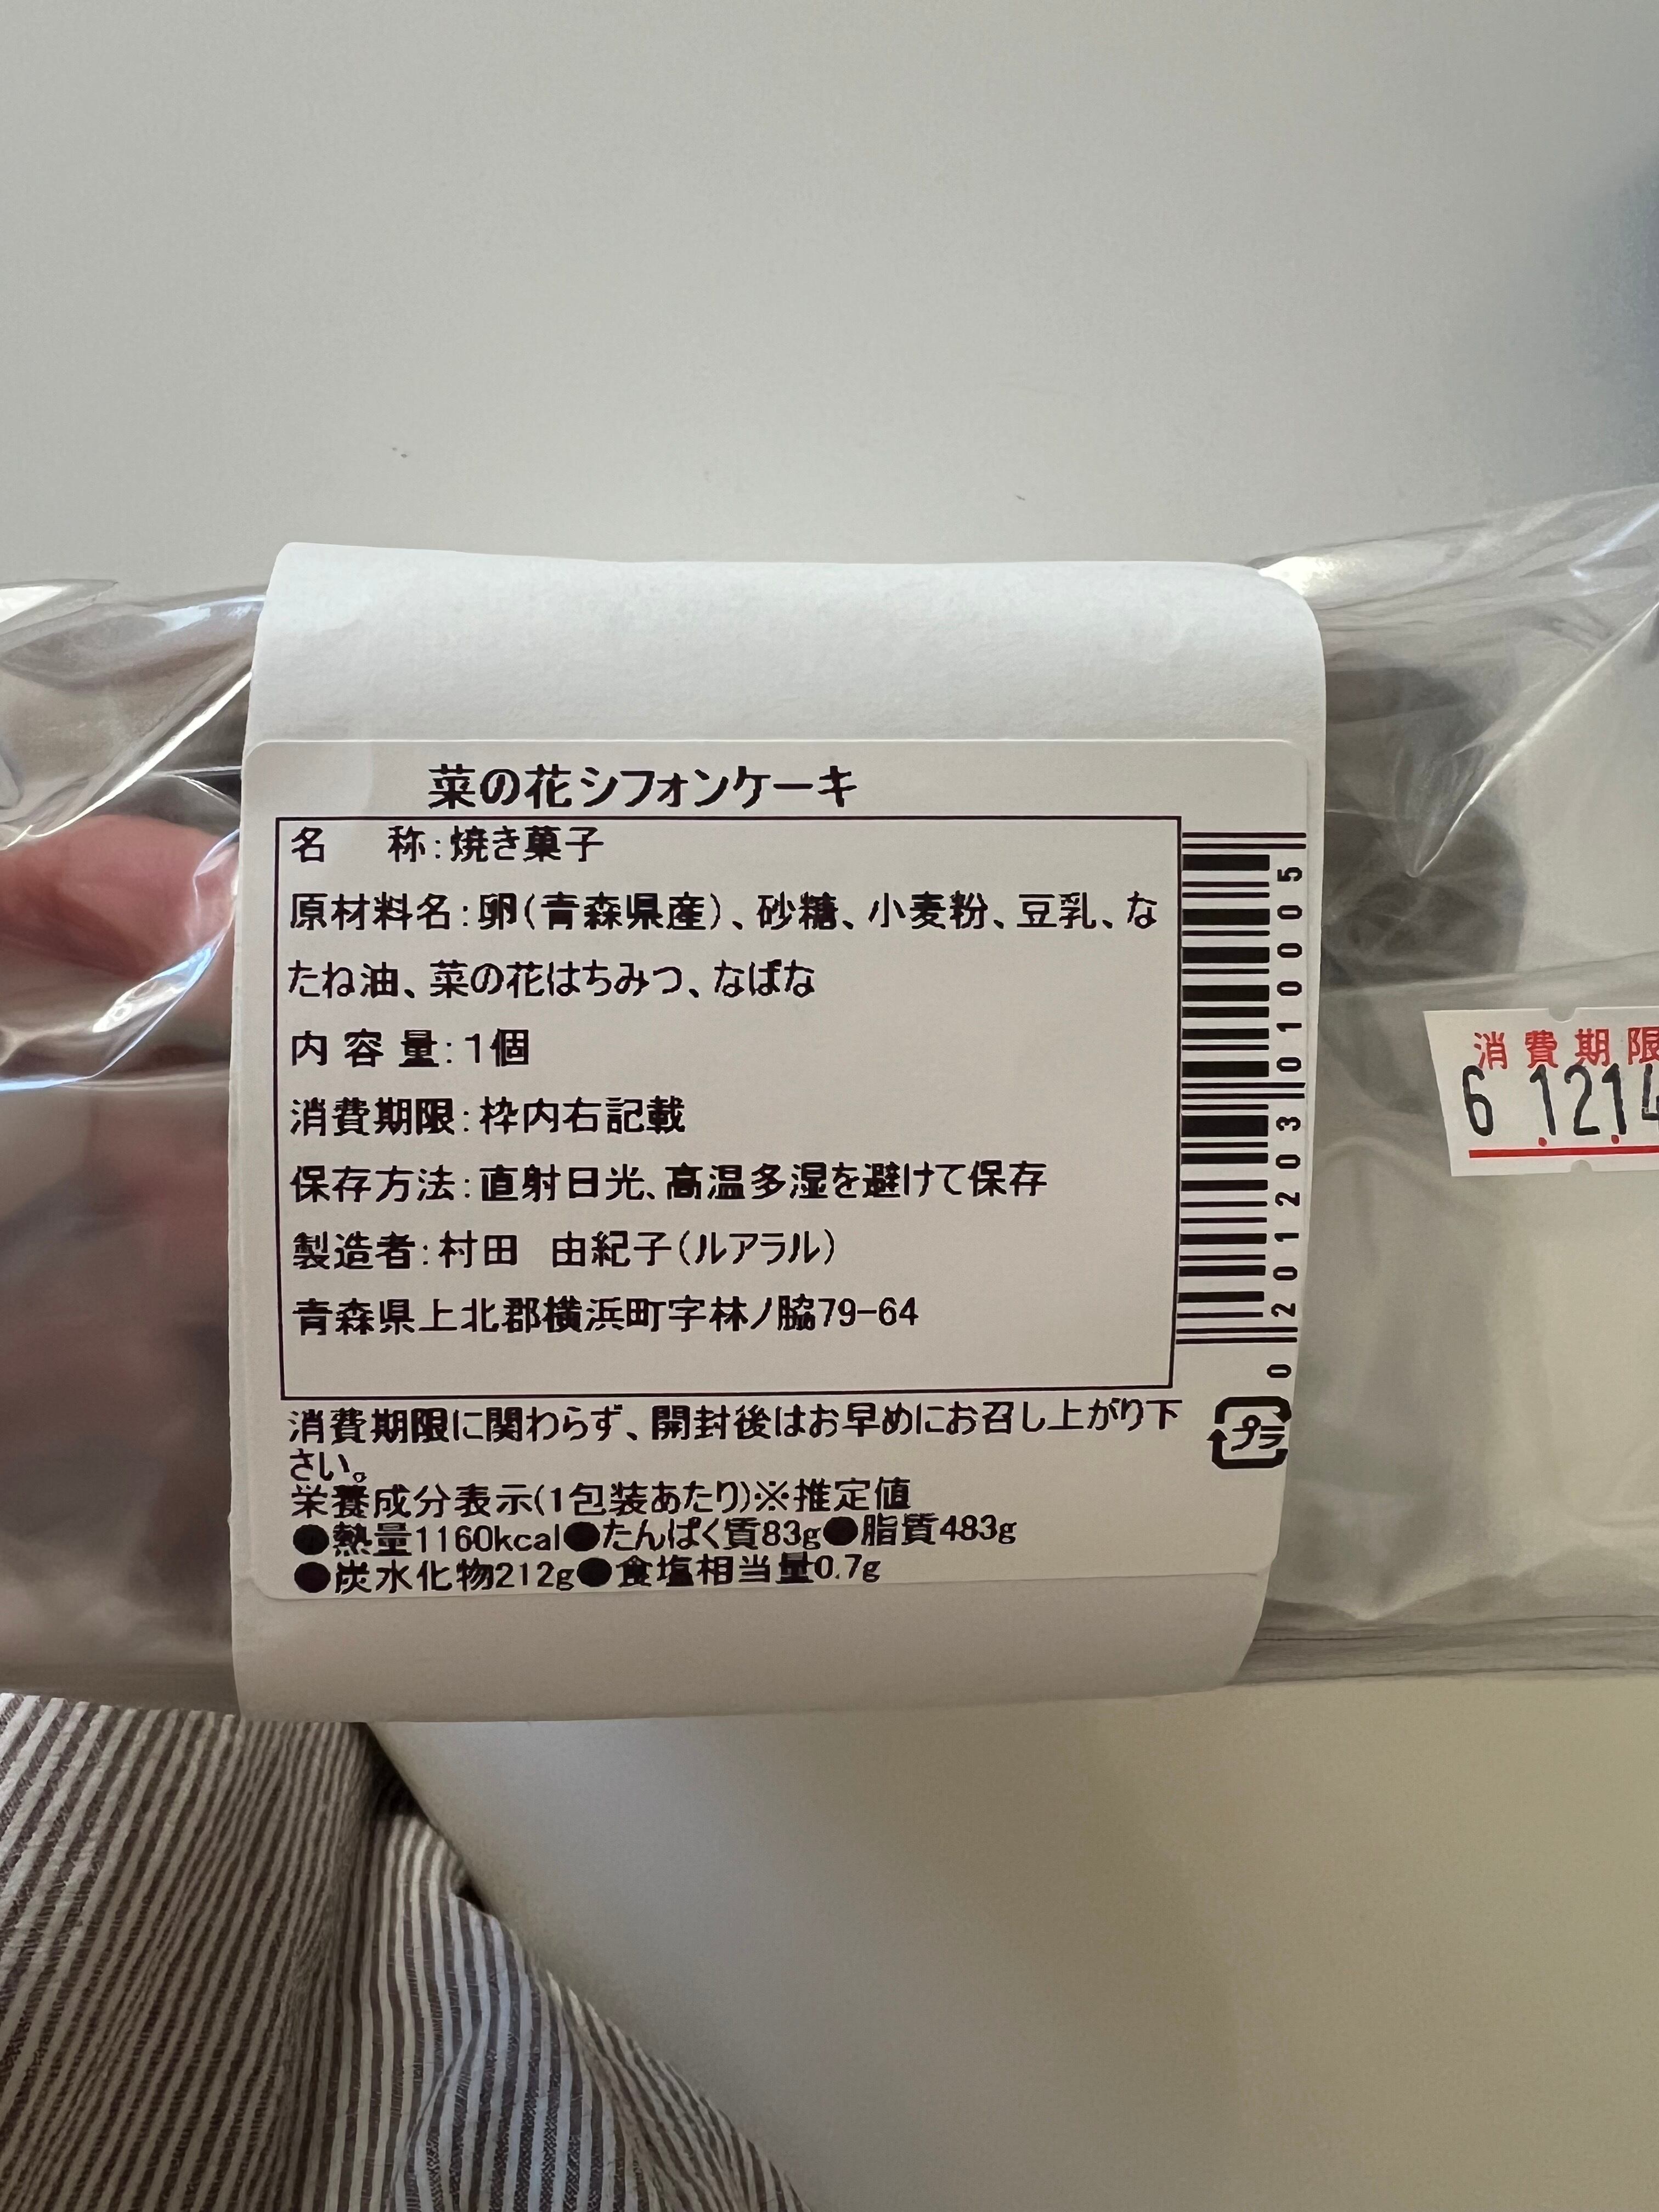 菜の花シフォンケーキ
名　称:焼き菓子
原材料名:卵(青森県産)、砂糖、小麦粉、豆乳、な
たね油、菜の花はちみつ、なばな
内容量:1個
消費期限:枠内右記載
保存方法:直射日光、高温多湿を避けて保存
製造者:村田　由紀子(ルアラル)
青森県上北郡横浜町字林ノ脇79-64
消費期限に関わらず、開封後はお早めにお召し上がり下
さい。
栄養成分表示(1包装あたり)※推定値
●熱量1160kcal●たんぱく質83g●脂質483g
●炭水化物212g●食塩相当量0.7g
0 201203 010005
プラ
消費期限
6.12.14